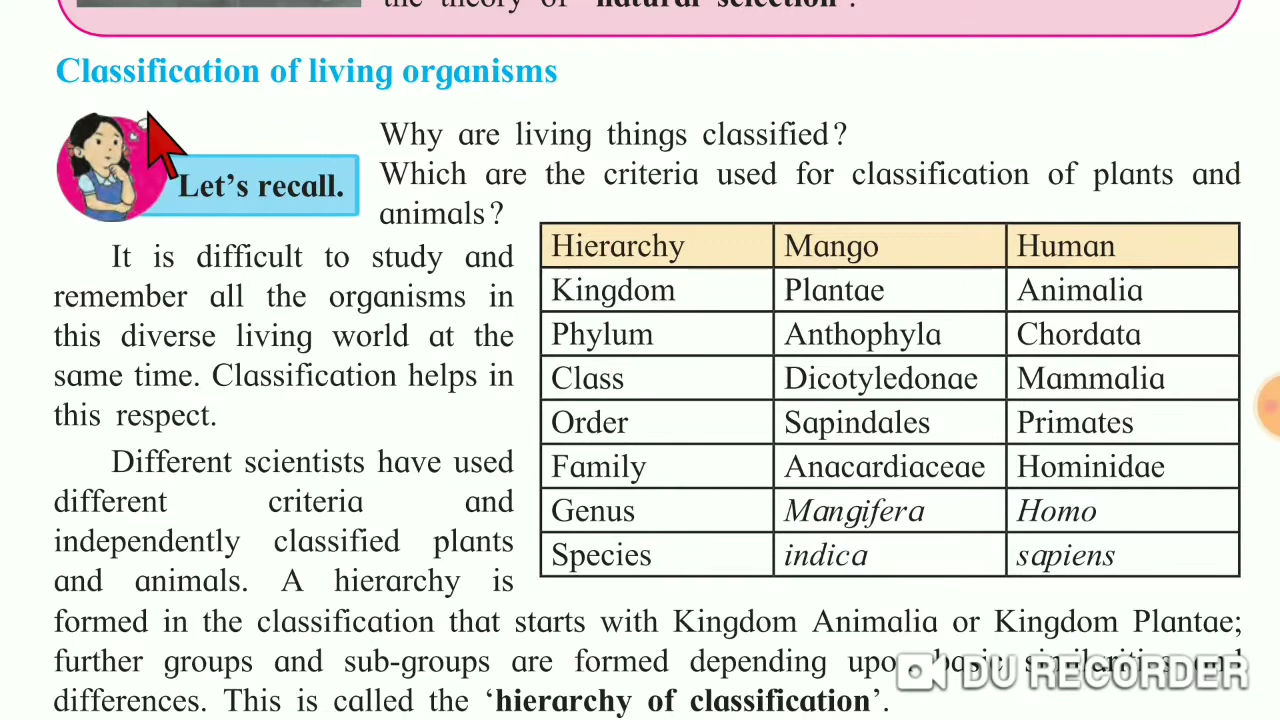 the theory of 'natural selection'.
Classification of living organisms
Let's recall.
Why are living things classified?
Which are the criteria used for classification of plants and
animals?
It is difficult to study and
remember all the organisms in
this diverse living world at the
same time. Classification helps in
this respect.
Different scientists have used
different criteria and
independently classified plants
and animals. A hierarchy is
Hierarchy Mango Human
Kingdom Plantae Animalia
Phylum Anthophyla Chordata
Class Dicotyledonae Mammalia
Order Sapindales Primates
Family Anacardiaceae Hominidae
Genus Mangifera Homo
Species indica sapiens
formed in the classification that starts with Kingdom Animalia or Kingdom Plantae;
further groups and sub-groups are formed depending upon basic similarities and
differences. This is called the 'hierarchy of classification'.
DU RECORDER